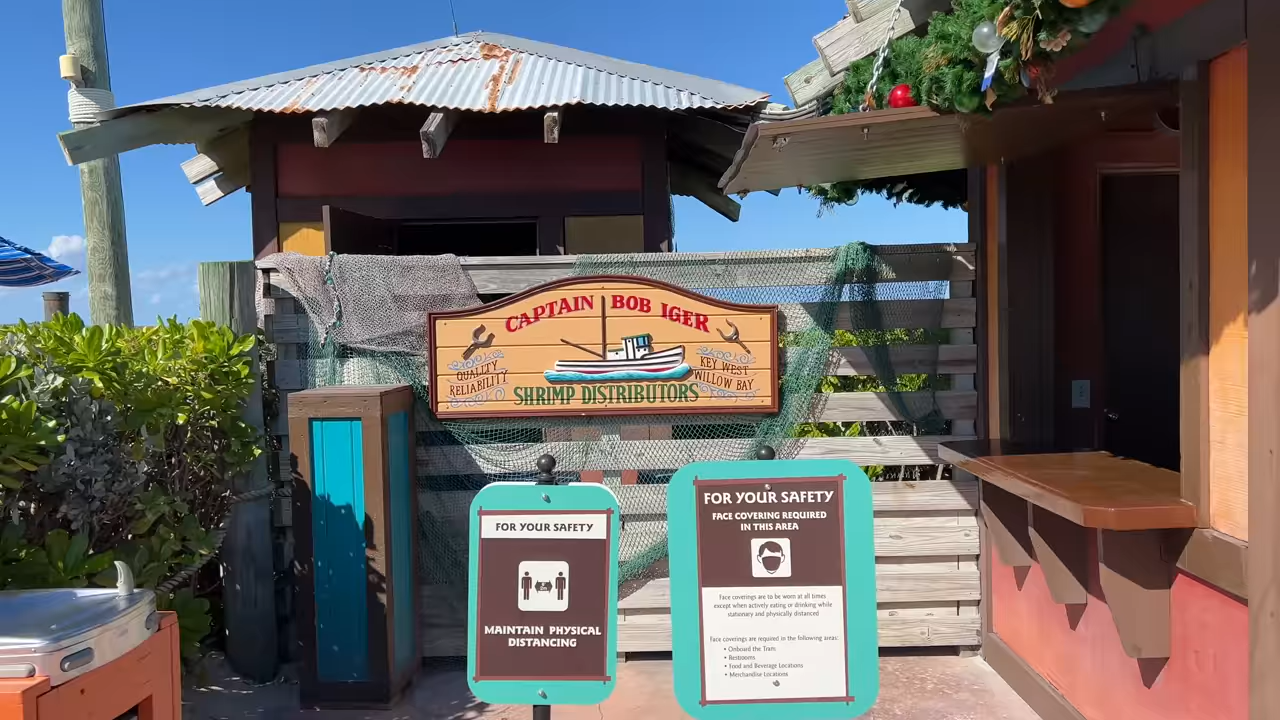 CAPTAIN BOB IGER
QUALITY
RELIABILITY
KEY WEST
WILLOW BAY
SHRIMP DISTRIBUTORS
FOR YOUR SAFETY
MAINTAIN PHYSICAL
DISTANCING
FOR YOUR SAFETY
FACE COVERING REQUIRED
IN THIS AREA
Face coverings are to be worn at all times
except when actively eating or drinking while
stationary and physically distanced
Face coverings are required in the following areas:
• Onboard the Tram
• Restrooms
• Food and Beverage Locations
• Merchandise Locations